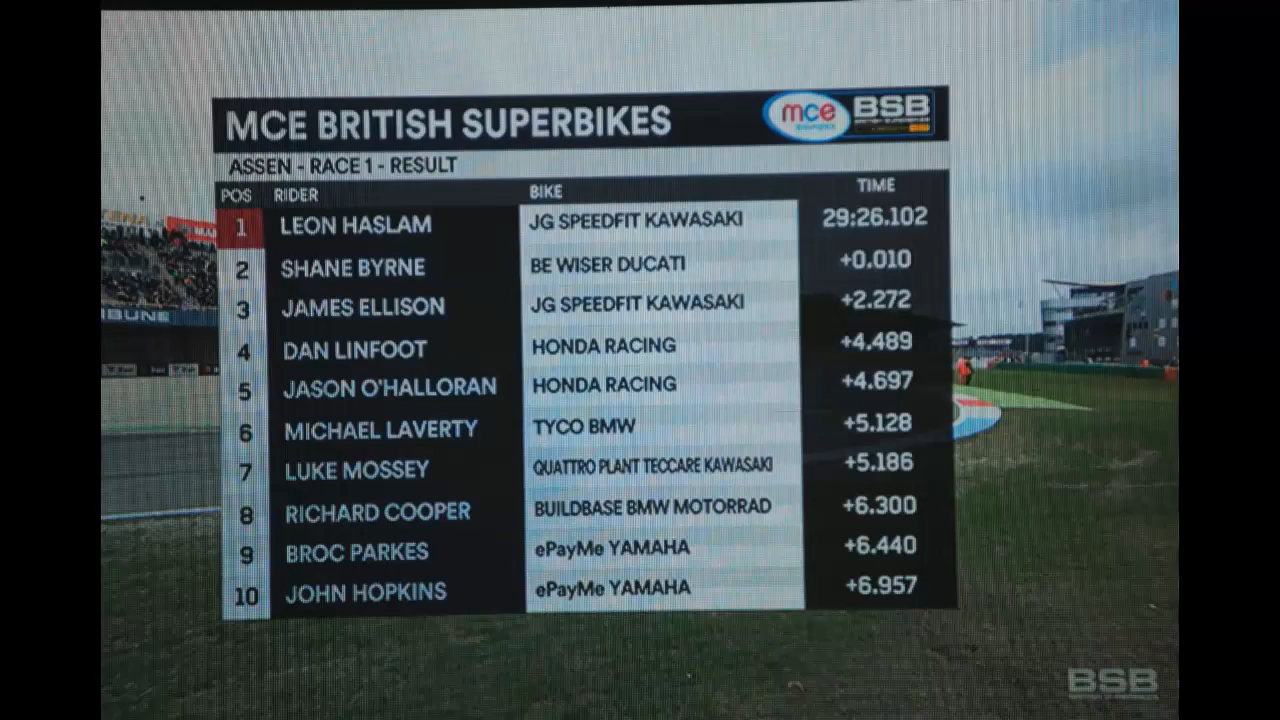 MCE BRITISH SUPERBIKES
mce
BSB
ASSEN - RACE 1 - RESULT
POS RIDER BIKE TIME
1 LEON HASLAM JG SPEEDFIT KAWASAKI 29:26.102
2 SHANE BYRNE BE WISER DUCATI +0.010
3 JAMES ELLISON JG SPEEDFIT KAWASAKI +2.272
4 DAN LINFOOT HONDA RACING +4.489
5 JASON O'HALLORAN HONDA RACING +4.697
6 MICHAEL LAVERTY TYCO BMW +5.128
7 LUKE MOSSEY QUATTRO PLANT TECCARE KAWASAKI +5.186
8 RICHARD COOPER BUILDBASE BMW MOTORRAD +6.300
9 BROC PARKES ePayMe YAMAHA +6.440
10 JOHN HOPKINS ePayMe YAMAHA +6.957
IBUNE
BSB